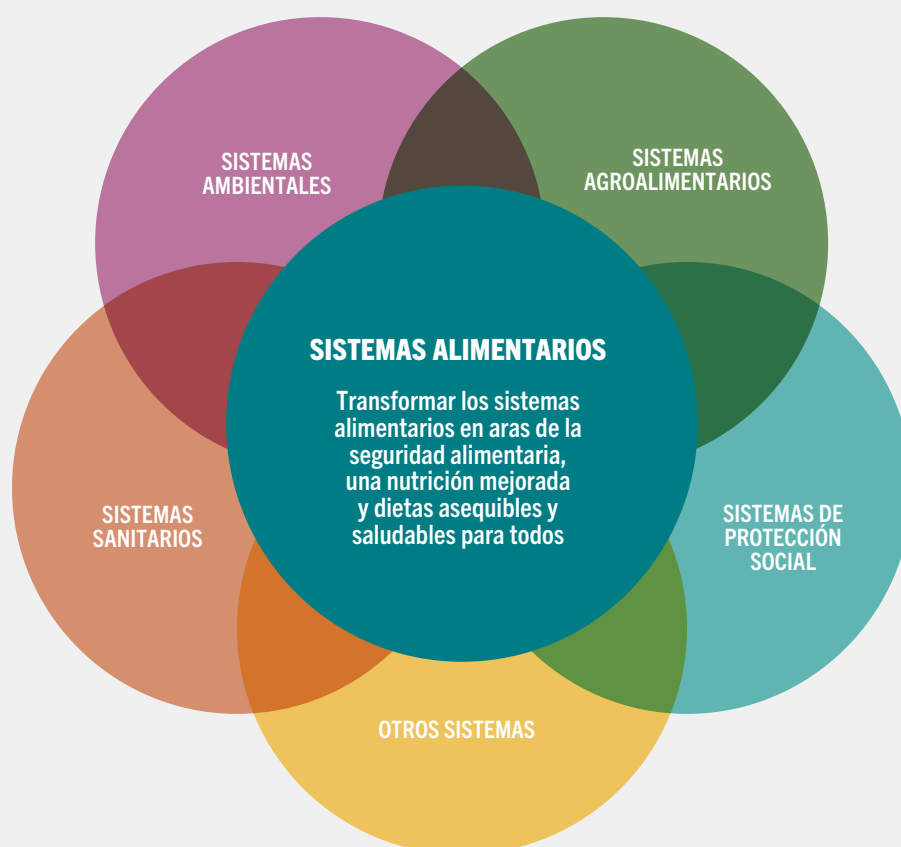 SISTEMAS
AMBIENTALES
SISTEMAS
AGROALIMENTARIOS
SISTEMAS ALIMENTARIOS
Transformar los sistemas
alimentarios en aras de la
seguridad alimentaria,
una nutrición mejorada
y dietas asequibles y
saludables para todos
SISTEMAS
SANITARIOS
SISTEMAS DE
PROTECCIÓN
SOCIAL
OTROS SISTEMAS